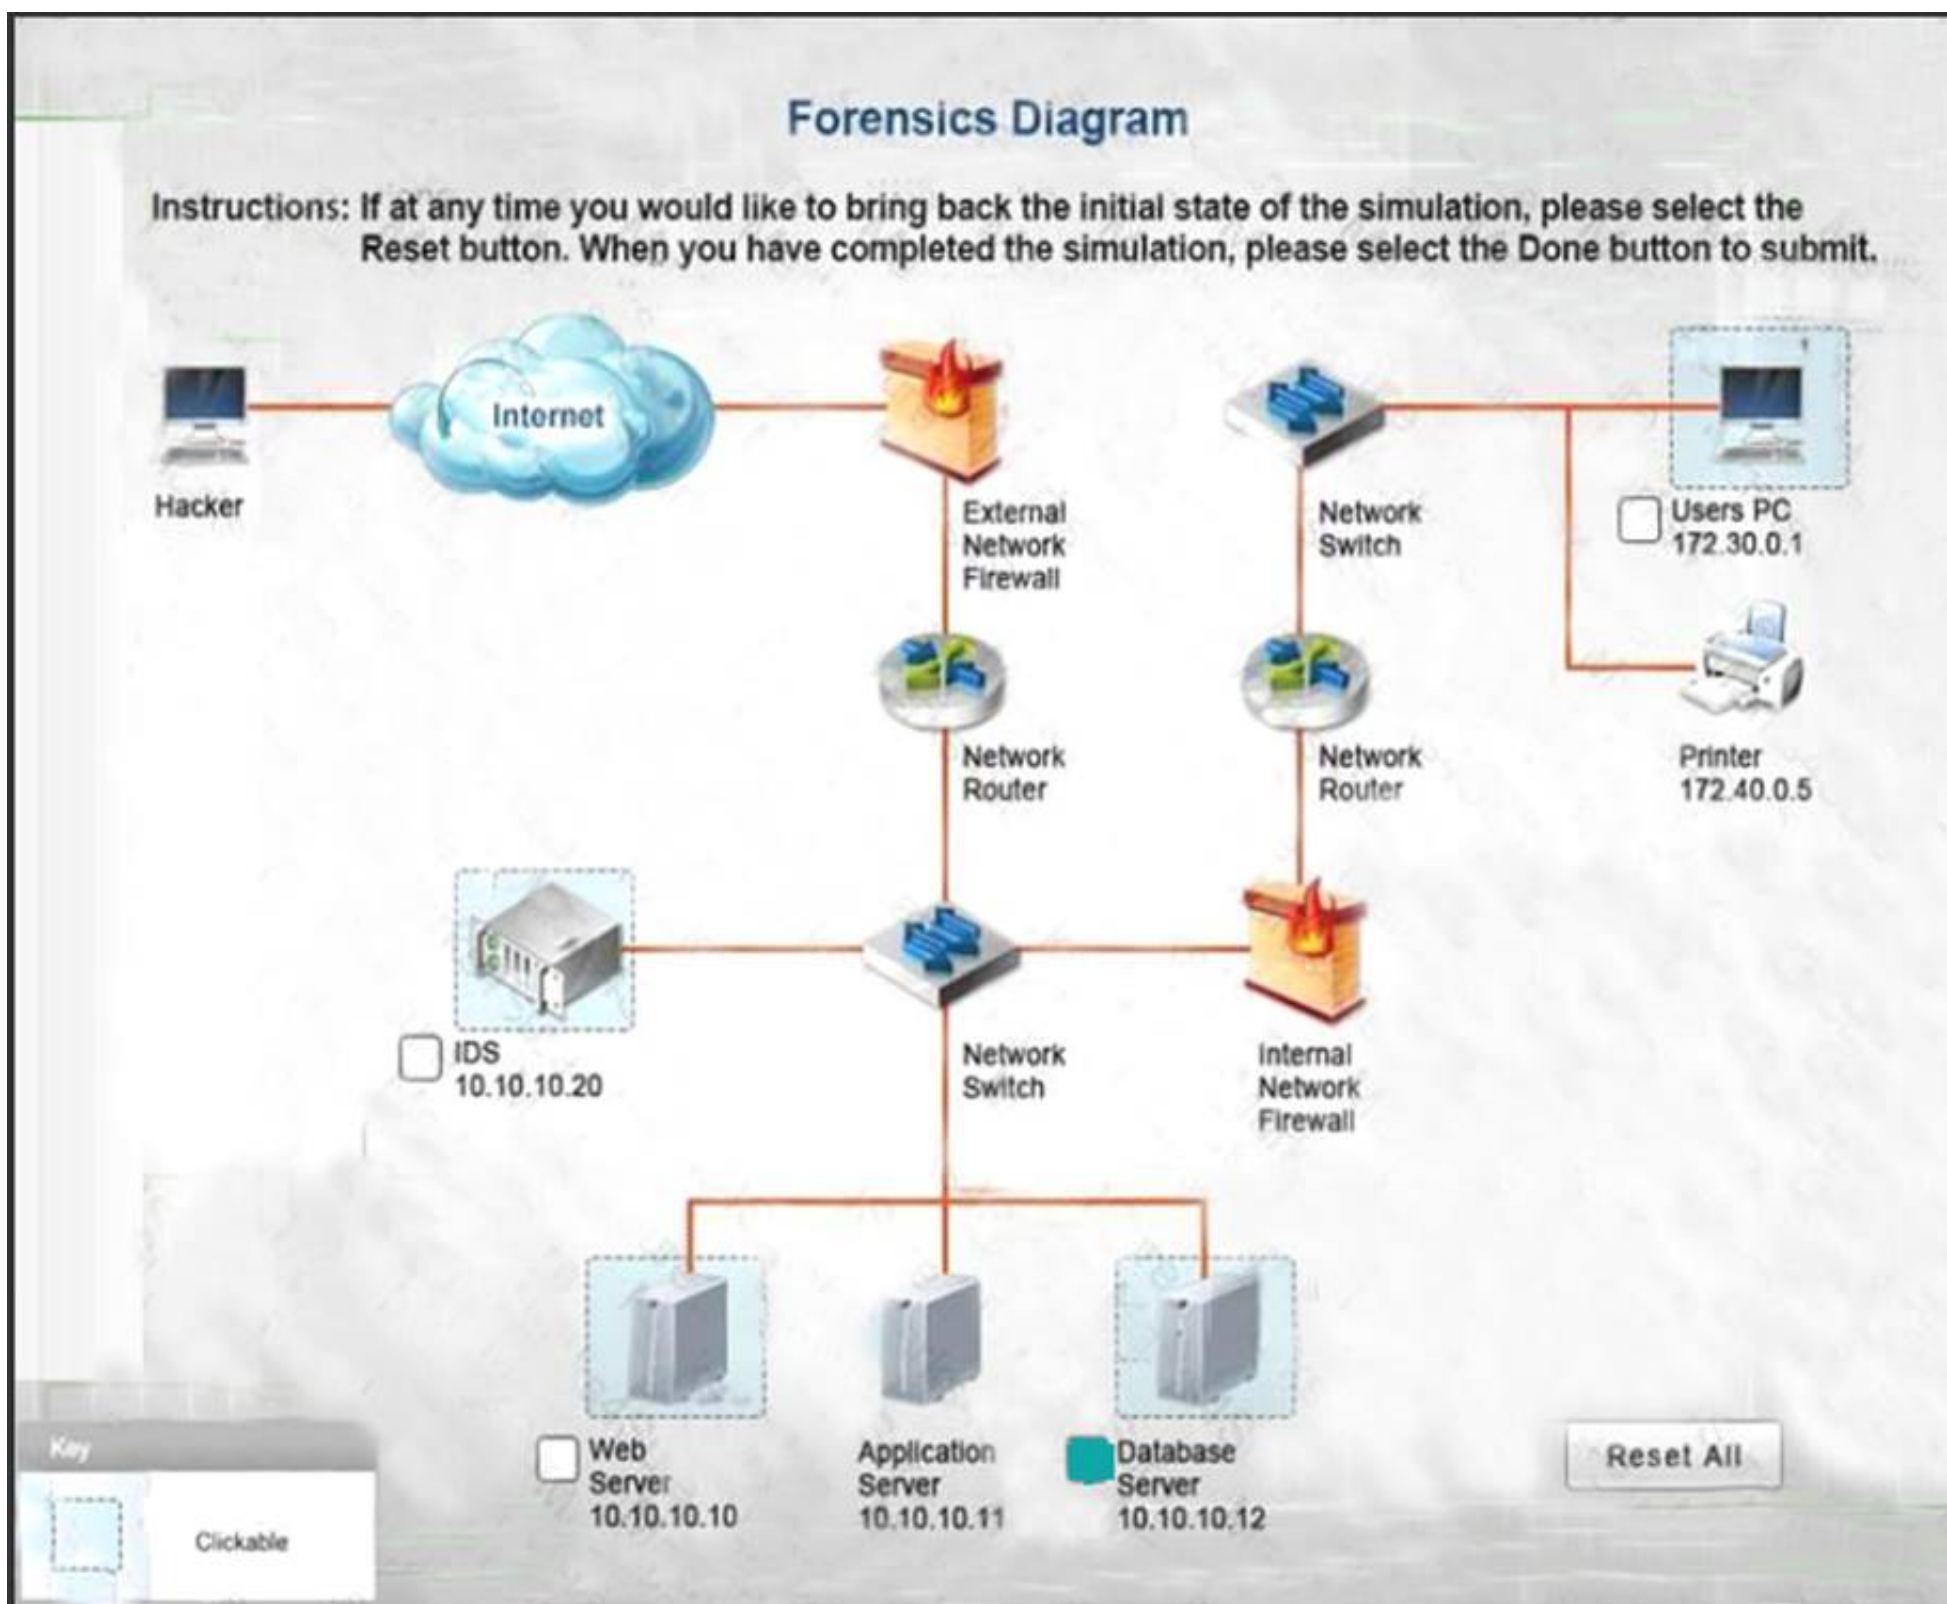 Forensics Diagram
Instructions: If at any time you would like to bring back the initial state of the simulation, please select the
Reset button. When you have completed the simulation, please select the Done button to submit.
Hacker
Internet
External
Network
Firewall
Network
Switch
Users PC
172.30.0.1
Network
Router
Network
Router
Printer
172.40.0.5
IDS
10.10.10.20
Network
Switch
Internal
Network
Firewall
Web
Server
10.10.10.10
Application
Server
10.10.10.11
Database
Server
10.10.10.12
Reset All
Key
Clickable